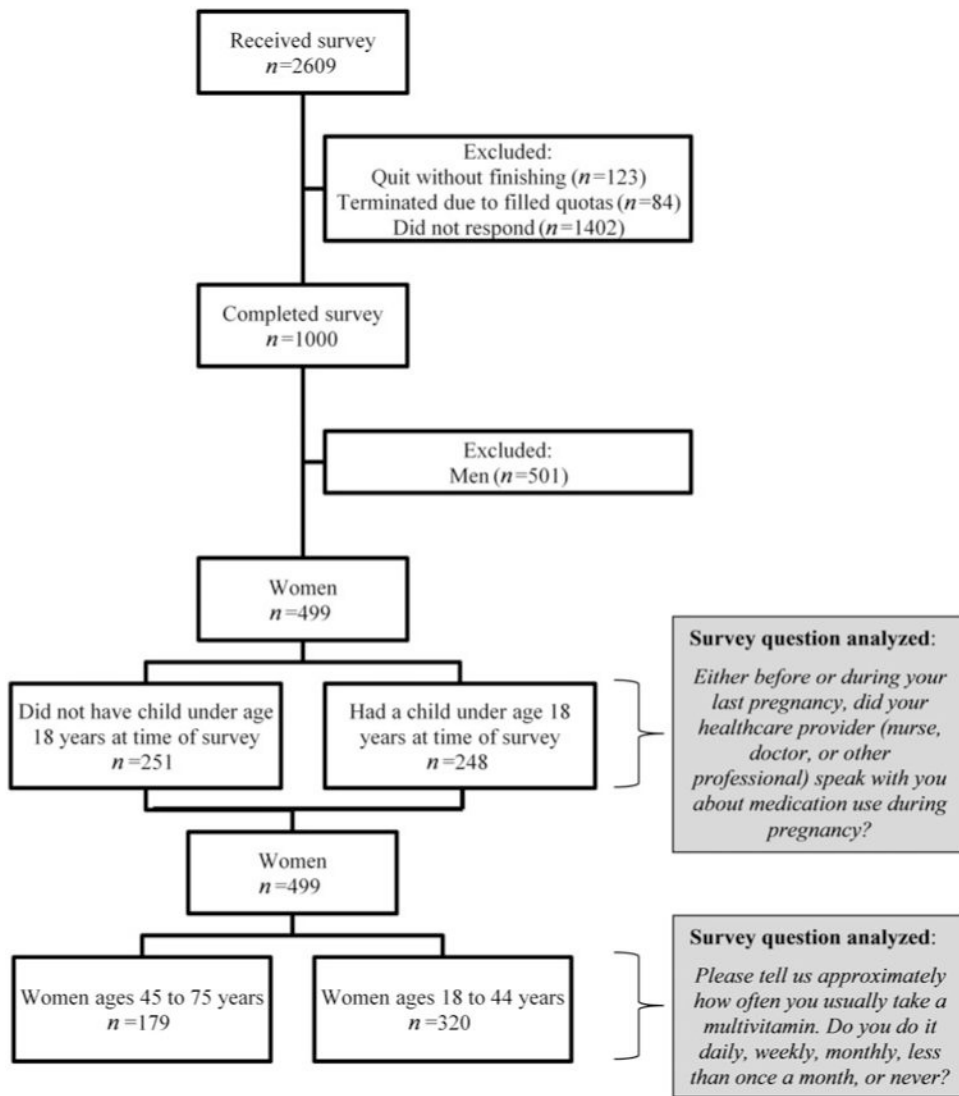 Received survey
n=2609
Excluded:
Quit without finishing (n=123)
Terminated due to filled quotas (n=84)
Did not respond (n=1402)
Completed survey
n=1000
Excluded:
Men (n=501)
Women
n=499
Did not have child under age
18 years at time of survey
n=251
Had a child under age 18
years at time of survey
n=248
Survey question analyzed:
Either before or during your
last pregnancy, did your
healthcare provider (nurse,
doctor, or other
professional) speak with you
about medication use during
pregnancy?
Women
n=499
Women ages 45 to 75 years
n=179
Women ages 18 to 44 years
n=320
Survey question analyzed:
Please tell us approximately
how often you usually take a
multivitamin. Do you do it
daily, weekly, monthly, less
than once a month, or never?